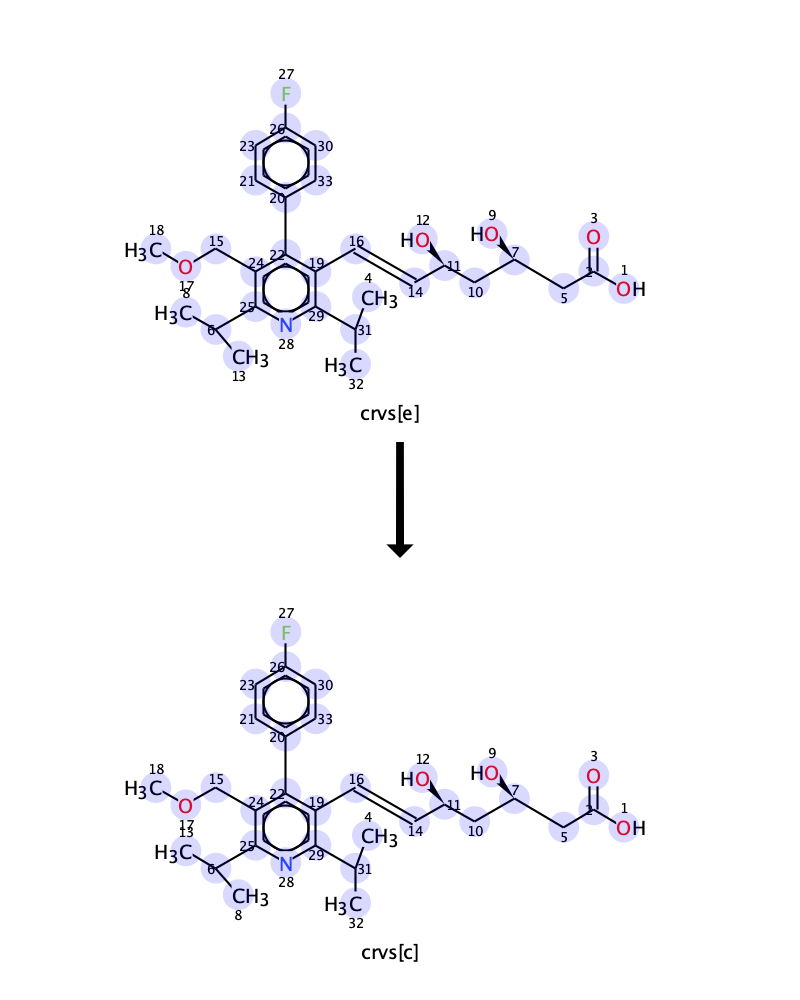 27
F
26
23 30
21 33
20
18 15 16 12 9 3
H3C HO HO O
22 7
24 19 11 2 1
O 4 OH
17 CH3 14 10 5
8
H3C 25 29
N
6 28 31
CH3 H3C
13 32
crvs[e]
27
F
26
23 30
21 33
20
18 15 16 12 9 3
H3C HO HO O
22 7
24 19 11 2 1
O 4 OH
17 CH3 14 10 5
13
H3C 25 29
N
6 28 31
CH3 H3C
8 32
crvs[c]